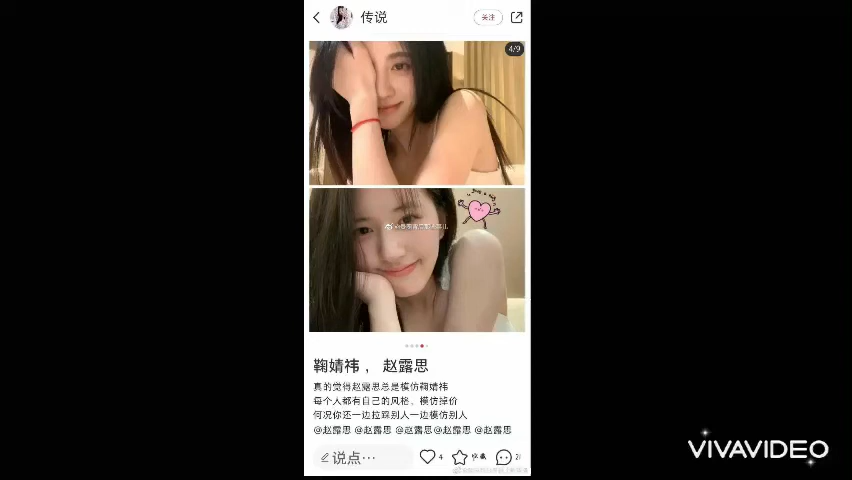 传说
关注
4/9
鞠婧祎， 赵露思
真的觉得赵露思总是模仿鞠婧祎
每个人都有自己的风格、模仿掉价
何况你还一边拉踩别人一边模仿别人
@赵露思 @赵露思 @赵露思@赵露思 @赵露思
说点…
4
收藏
21
VIVAVIDEO